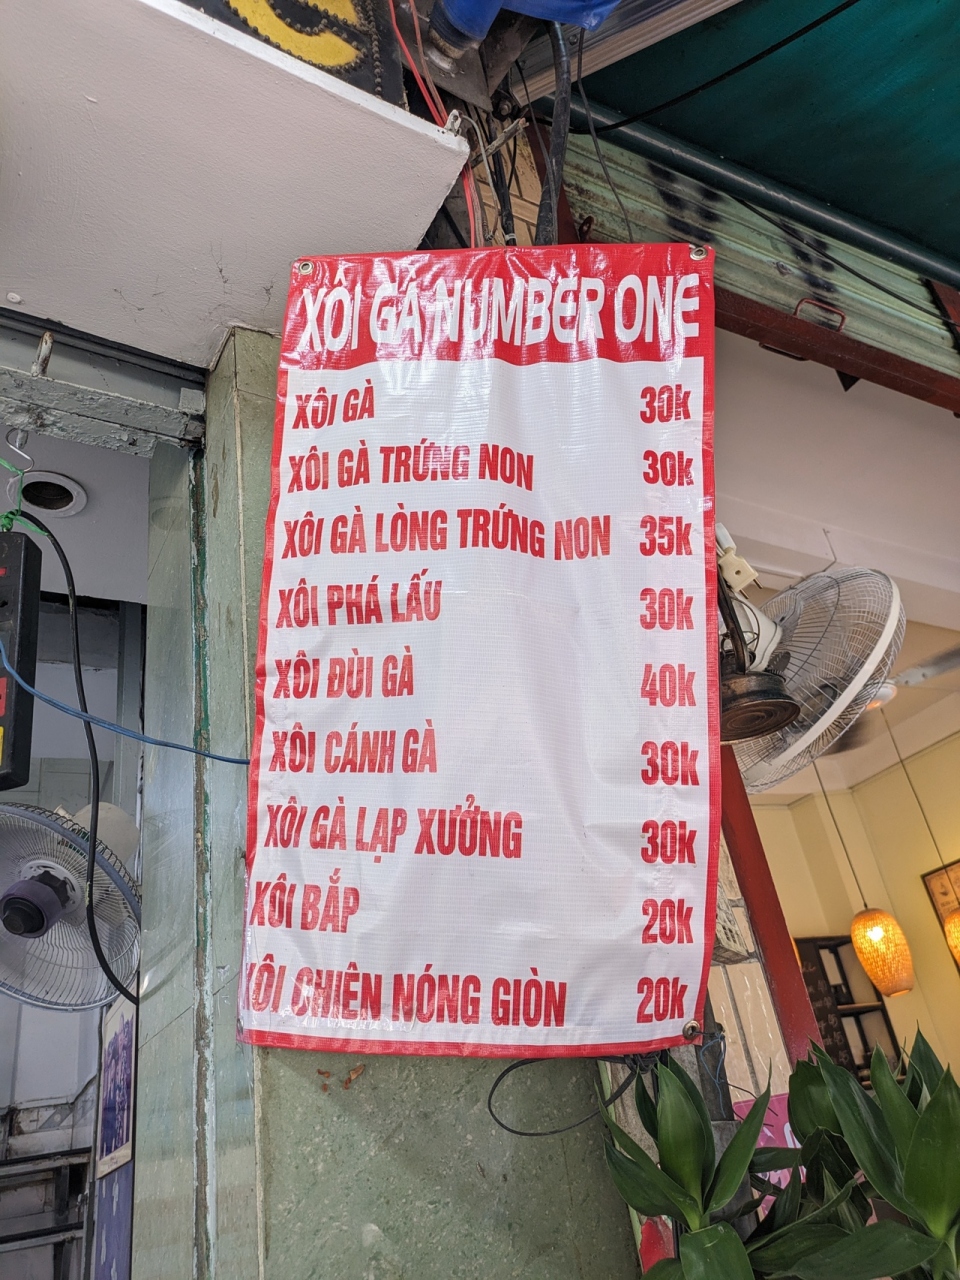 XÔI GÀ NUMBER ONE
XÔI GÀ 30k
XÔI GÀ TRỨNG NON 30k
XÔI GÀ LÒNG TRỨNG NON 35k
XÔI PHÁ LẤU 30k
XÔI ĐÙI GÀ 40k
XÔI CÁNH GÀ 30k
XÔI GÀ LẠP XƯỞNG 30k
XÔI BẮP 20k
XÔI CHIÊN NÓNG GIÒN 20k